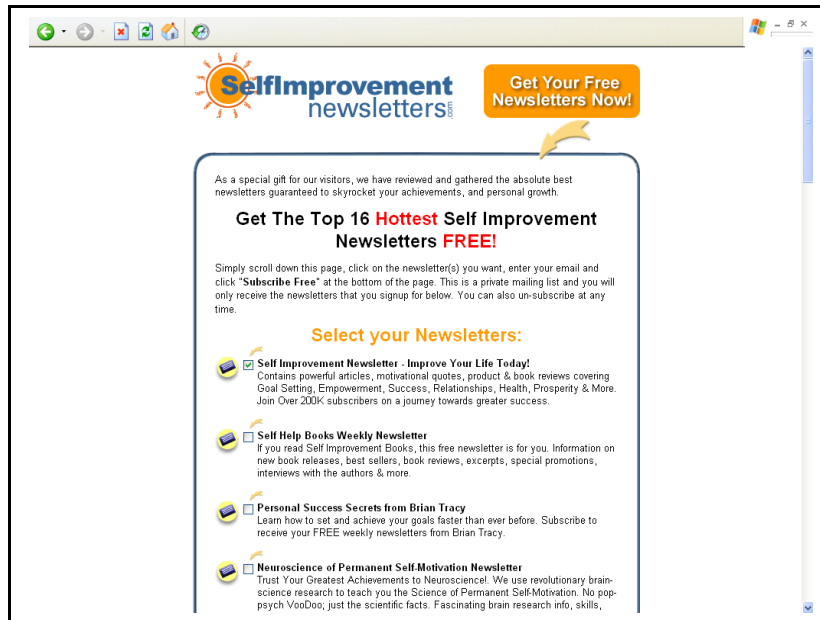 SelfImprovement
newsletters.com
Get Your Free
Newsletters Now!
As a special gift for our visitors, we have reviewed and gathered the absolute best
newsletters guaranteed to skyrocket your achievements, and personal growth.
Get The Top 16 Hottest Self Improvement
Newsletters FREE!
Simply scroll down this page, click on the newsletter(s) you want, enter your email and
click "Subscribe Free" at the bottom of the page. This is a private mailing list and you will
only receive the newsletters that you signup for below. You can also un-subscribe at any
time.
Select your Newsletters:
Self Improvement Newsletter - Improve Your Life Today!
Contains powerful articles, motivational quotes, product & book reviews covering
Goal Setting, Empowerment, Success, Relationships, Health, Prosperity & More.
Join Over 200K subscribers on a journey towards greater success.
Self Help Books Weekly Newsletter
If you read Self Improvement Books, this free newsletter is for you. Information on
new book releases, best sellers, book reviews, excerpts, special promotions,
interviews with the authors & more.
Personal Success Secrets from Brian Tracy
Learn how to set and achieve your goals faster than ever before. Subscribe to
receive your FREE weekly newsletters from Brian Tracy.
Neuroscience of Permanent Self-Motivation Newsletter
Trust Your Greatest Achievements to Neuroscience!. We use revolutionary brain-
science research to teach you the Science of Permanent Self-Motivation. No pop-
psych VooDoo; just the scientific facts. Fascinating brain research info, skills,